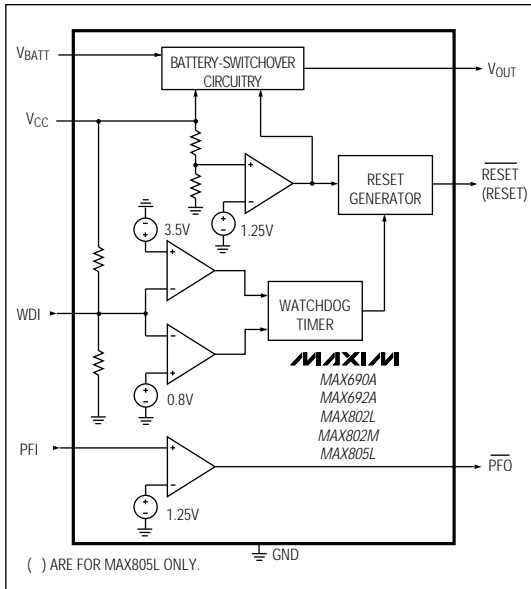 VBATT
BATTERY-SWITCHOVER
CIRCUITRY
VOUT
VCC
+
−
RESET
GENERATOR
RESET
(RESET)
1.25V
+
−
3.5V
−
+
+
−
WDI
WATCHDOG
TIMER
−
+
0.8V
+
−
MAXIM
MAX690A
MAX692A
MAX802L
MAX802M
MAX805L
PFI
+
−
PFO
1.25V
+
−
GND
( ) ARE FOR MAX805L ONLY.